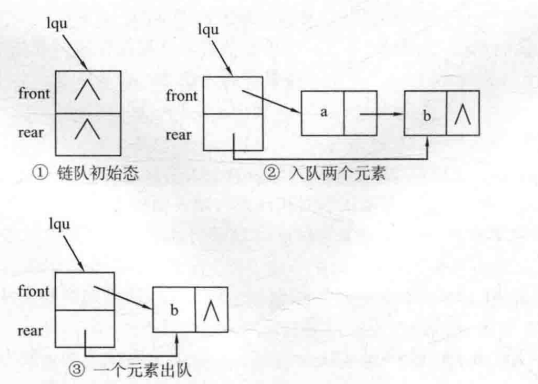 lqu
front ∧
rear ∧
① 链队初始态
lqu
front
rear
a
b ∧
② 入队两个元素
lqu
front
rear
b ∧
③ 一个元素出队